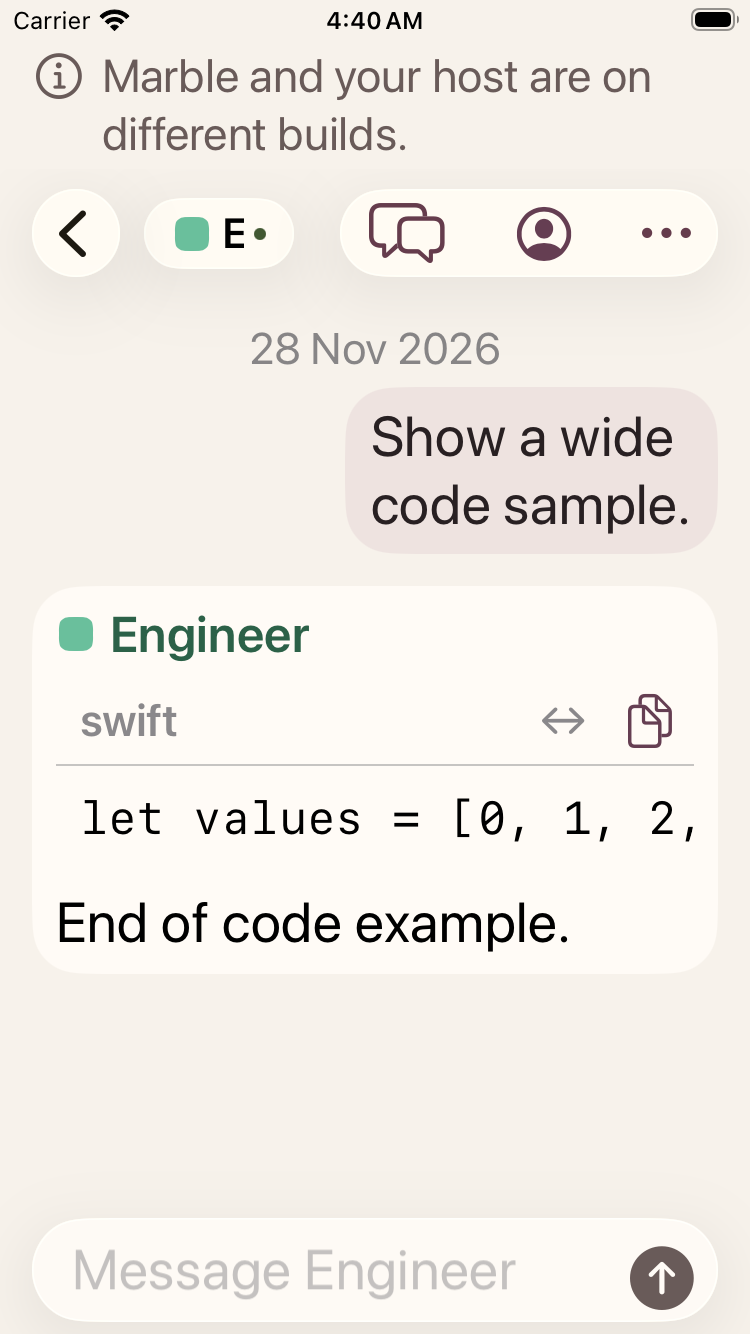 Carrier 4:40 AM
Marble and your host are on
different builds.
E
28 Nov 2026
Show a wide
code sample.
Engineer
swift
let values = [0, 1, 2,
End of code example.
Message Engineer